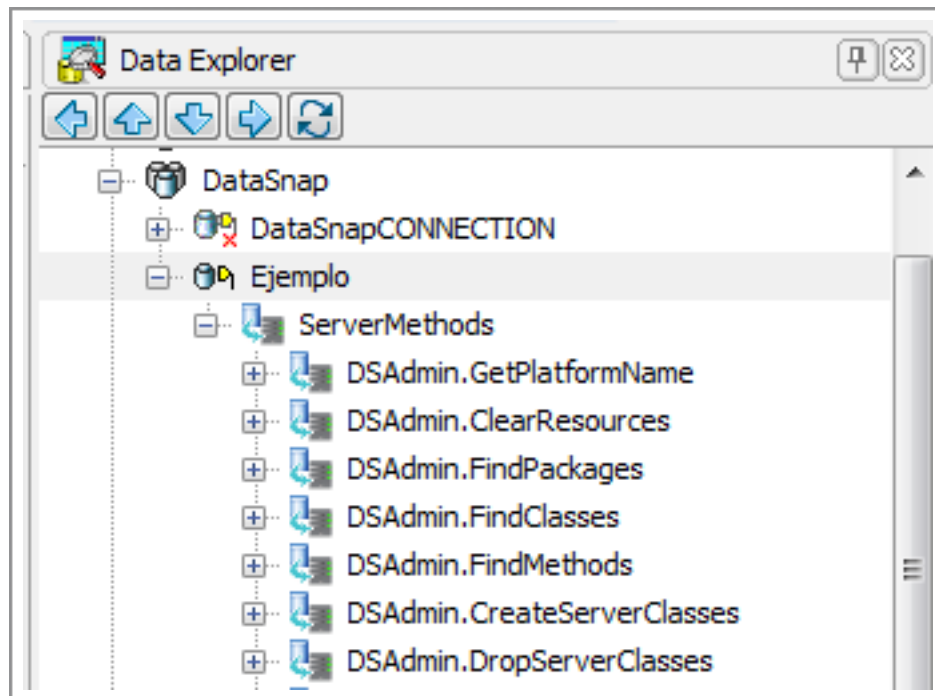 Data Explorer
DataSnap
DataSnapCONNECTION
Ejemplo
ServerMethods
DSAdmin.GetPlatformName
DSAdmin.ClearResources
DSAdmin.FindPackages
DSAdmin.FindClasses
DSAdmin.FindMethods
DSAdmin.CreateServerClasses
DSAdmin.DropServerClasses